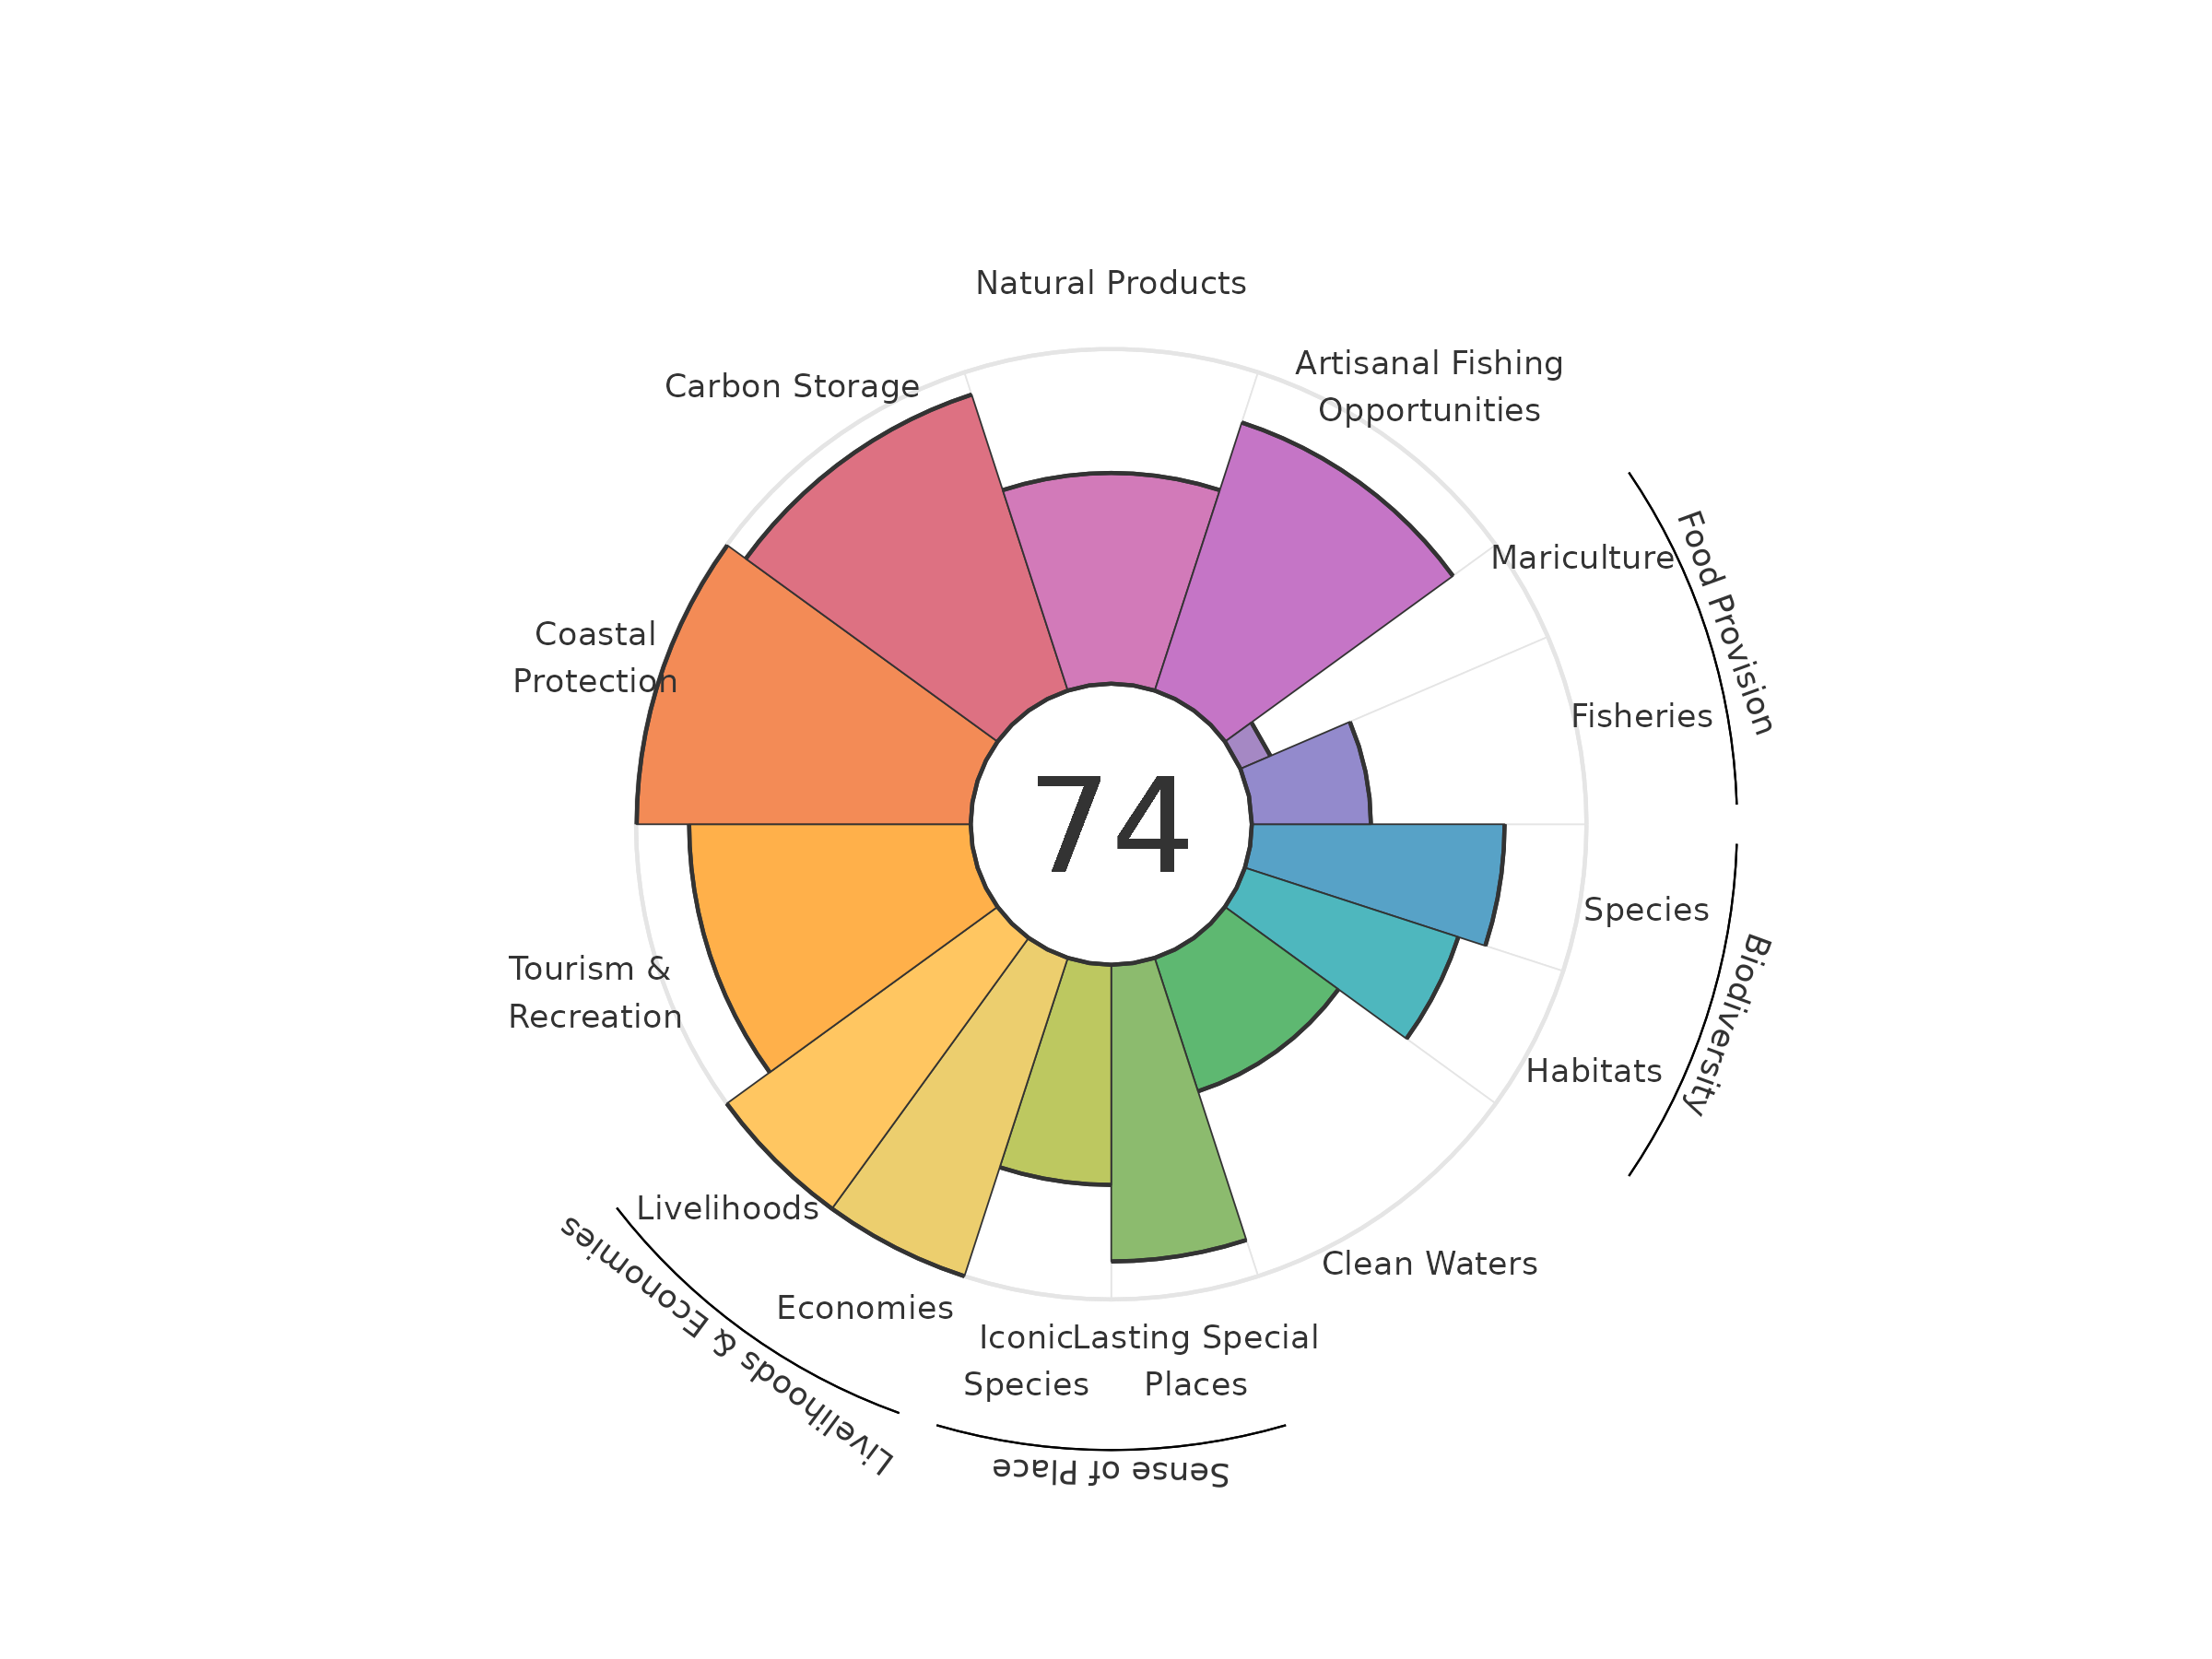 Natural Products
Artisanal Fishing
Opportunities
Carbon Storage
Mariculture
Food Provision
Coastal
Protection
Fisheries
74
Species
Biodiversity
Tourism &
Recreation
Habitats
Livelihoods
Clean Waters
Livelihoods & Economies
Economies
Iconic
Species
Lasting Special
Places
Sense of Place